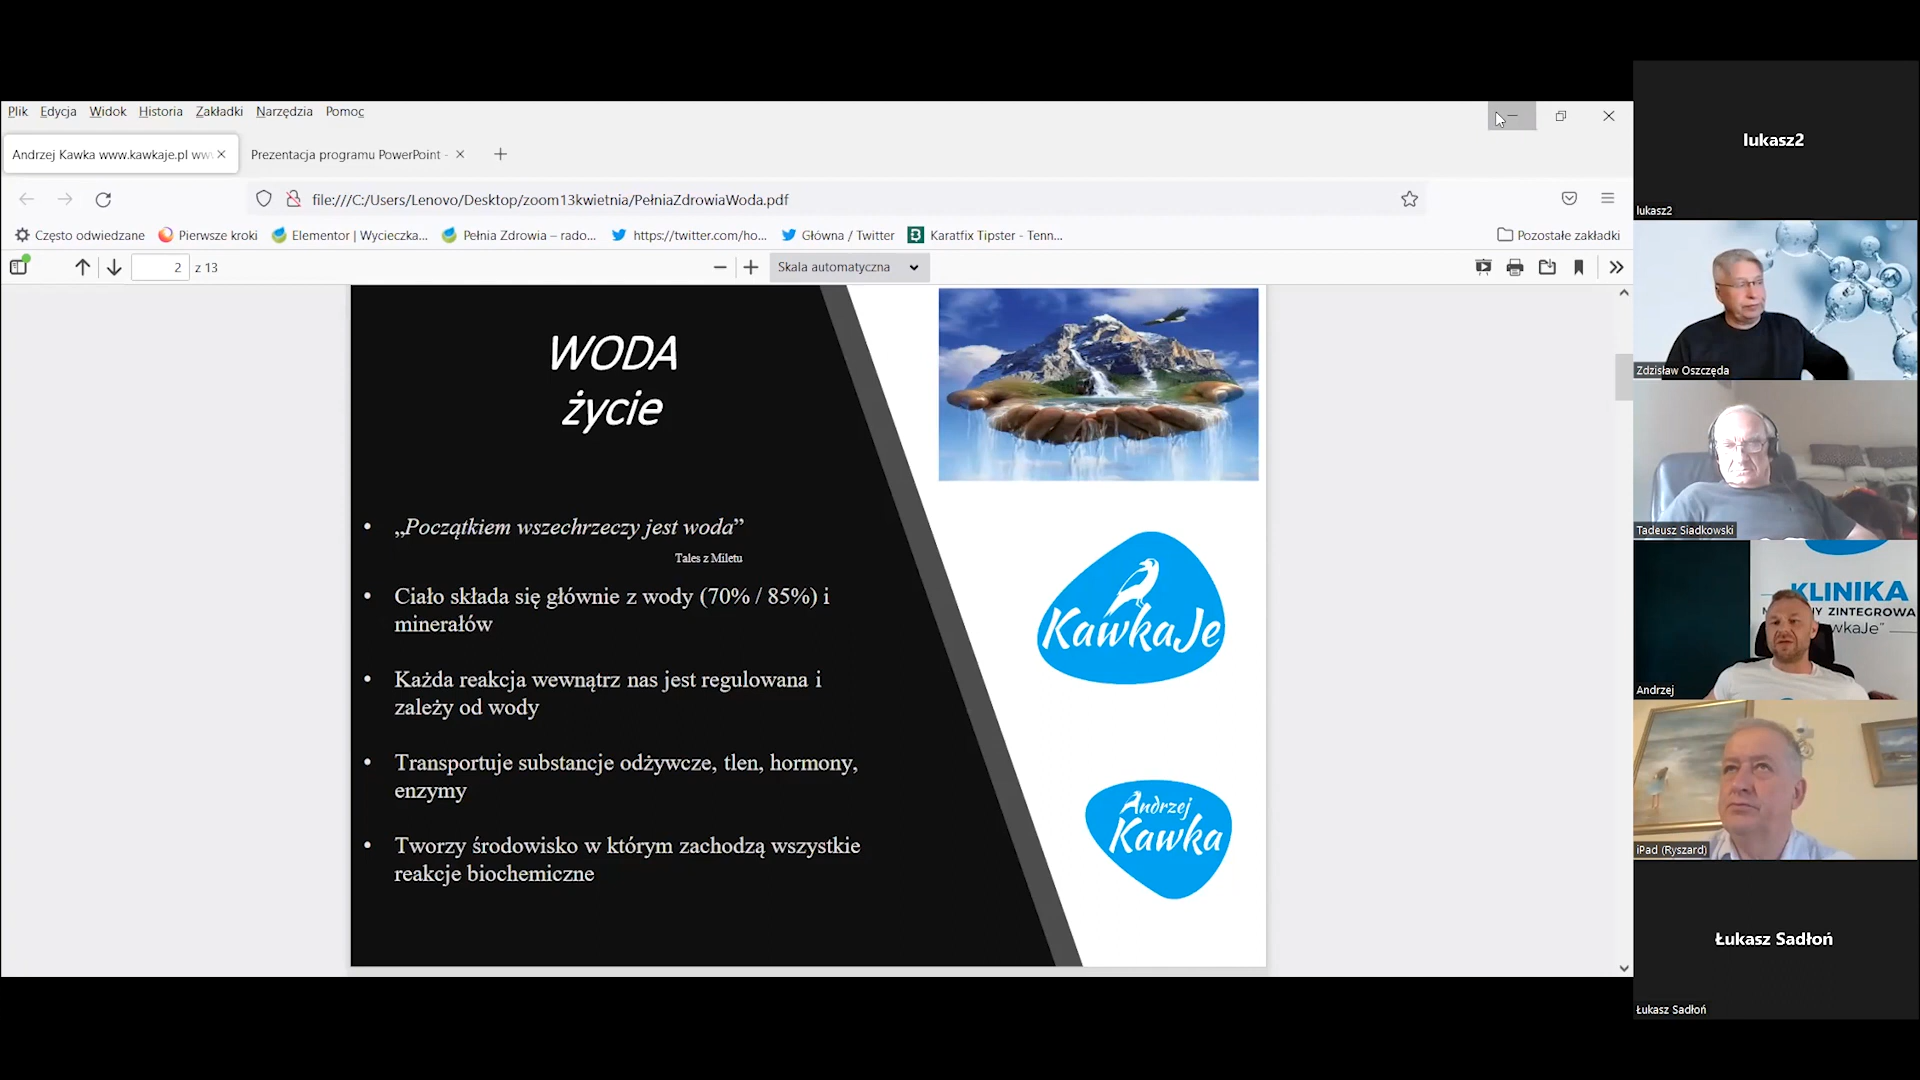 Plik Edycja Widok Historia Zakładki Narzędzia Pomoc
Andrzej Kawka www.kawkaje.pl
Prezentacja programu PowerPoint -
file:///C:/Users/Lenovo/Desktop/zoom13kwietnia/PełniaZdrowiaWoda.pdf
Często odwiedzane Pierwsze kroki Elementor | Wycieczka... Pełnia Zdrowia – rado... https://twitter.com/ho... Główna / Twitter Karatfix Tipster - Tenn... Pozostałe zakładki
2 z 13
Skala automatyczna
WODA
życie
• „Początkiem wszechrzeczy jest woda”
Tales z Miletu
• Ciało składa się głównie z wody (70% / 85%) i
minerałów
• Każda reakcja wewnątrz nas jest regulowana i
zależy od wody
• Transportuje substancje odżywcze, tlen, hormony,
enzymy
• Tworzy środowisko w którym zachodzą wszystkie
reakcje biochemiczne
KawkaJe
Andrzej
Kawka
lukasz2
lukasz2
Zdzisław Oszczęda
Tadeusz Siadkowski
KLINIKA
ZINTEGROWA
Andrzej
iPad (Ryszard)
Łukasz Sadłoń
Łukasz Sadłoń